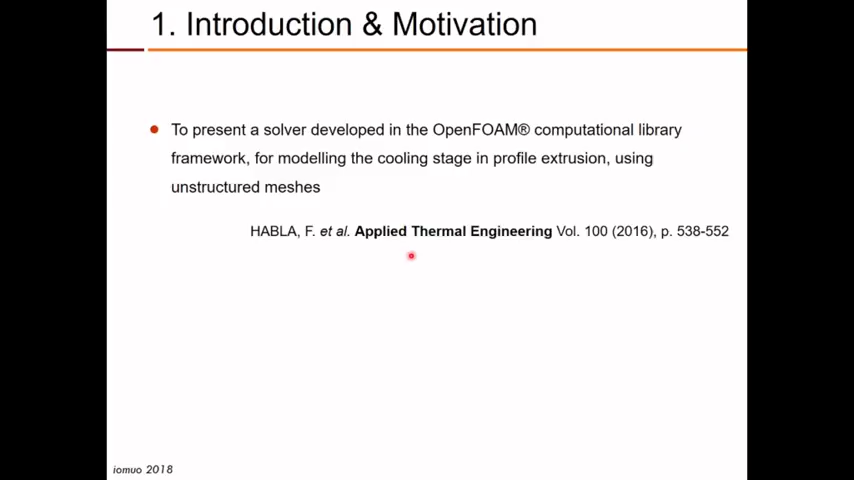 1. Introduction & Motivation
To present a solver developed in the OpenFOAM® computational library
framework, for modelling the cooling stage in profile extrusion, using
unstructured meshes
HABLA, F. et al. Applied Thermal Engineering Vol. 100 (2016), p. 538-552
iomuo 2018